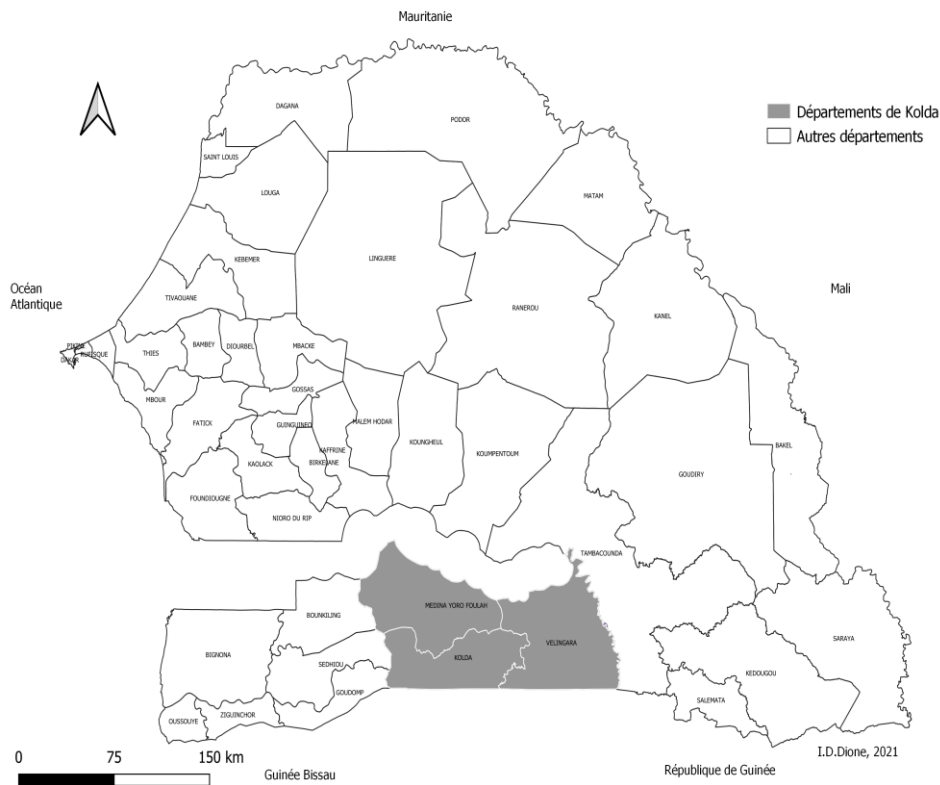 Mauritanie
DAGANA
PODOR
Départements de Kolda
Autres départements
SAINT LOUIS
LOUGA
MATAM
KEBEMER
LINGUERE
Océan
Atlantique
Mali
TIVAOUANE
RANEROU
KANEL
PIKINE
DAKAR
RUFISQUE
THIES
BAMBEY
DIOURBEL
MBACKE
MBOUR
GOSSAS
FATICK
GUINGUINEO
MALEM HODAR
KOUNGHEUL
KOUMPENTOUM
BAKEL
KAFFRINE
KAOLACK
BIRKELANE
GOUDIRY
FOUNDIOUGNE
NIORO DU RIP
TAMBACOUNDA
MEDINA YORO FOULAH
BOUNKILING
SARAYA
VELINGARA
BIGNONA
KOLDA
SEDHIOU
KEDOUGOU
GOUDOMP
SALEMATA
ZIGUINCHOR
OUSSOUYE
0 75 150 km
I.D.Dione, 2021
Guinée Bissau
République de Guinée